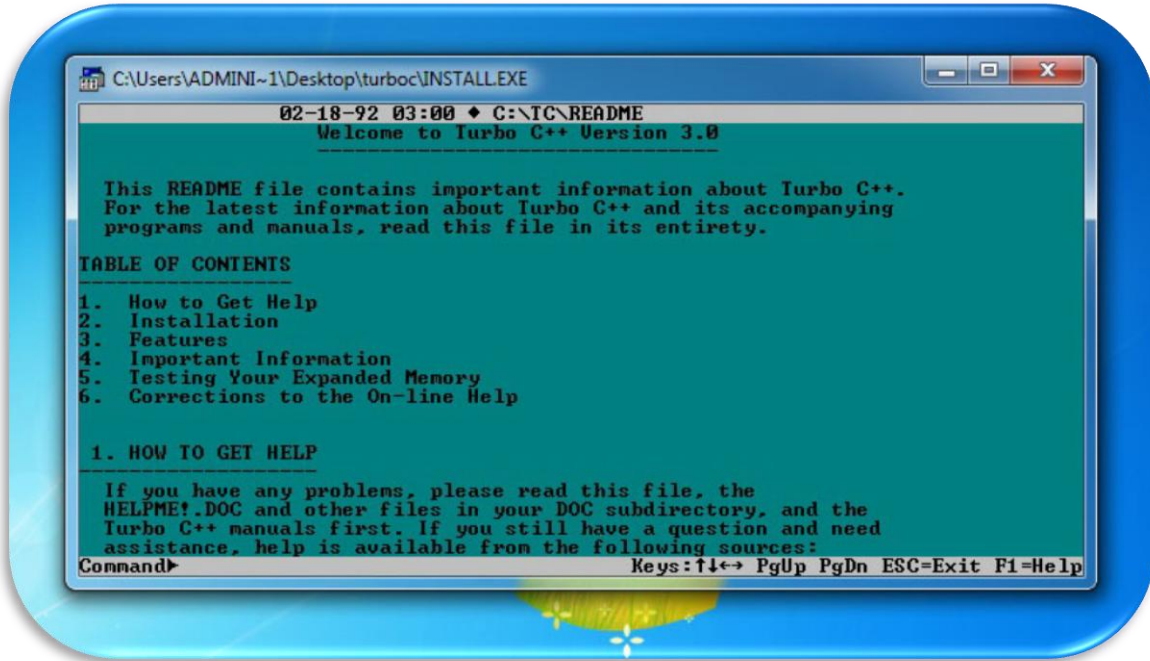 C:\Users\ADMINI~1\Desktop\turboc\INSTALL.EXE
02-18-92 03:00 ♦ C:\TC\README
Welcome to Turbo C++ Version 3.0
This README file contains important information about Turbo C++.
For the latest information about Turbo C++ and its accompanying
programs and manuals, read this file in its entirety.
TABLE OF CONTENTS
1. How to Get Help
2. Installation
3. Features
4. Important Information
5. Testing Your Expanded Memory
6. Corrections to the On-line Help
1. HOW TO GET HELP
If you have any problems, please read this file, the
HELPME!.DOC and other files in your DOC subdirectory, and the
Turbo C++ manuals first. If you still have a question and need
assistance, help is available from the following sources:
Command► Keys:↑↓←→ PgUp PgDn ESC=Exit F1=Help